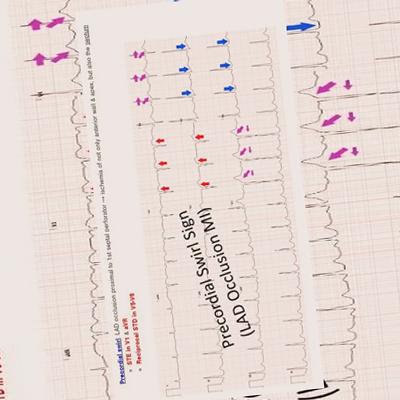 Precordial swirl LAD occlusion proximal to 1st septal perforator → ischemia of not only anterior wall & apex, but also the septum
STE in V1 & aVR
Reciprocal STD in V5-V6
Precordial Swirl Sign
(LAD Occlusion MI)